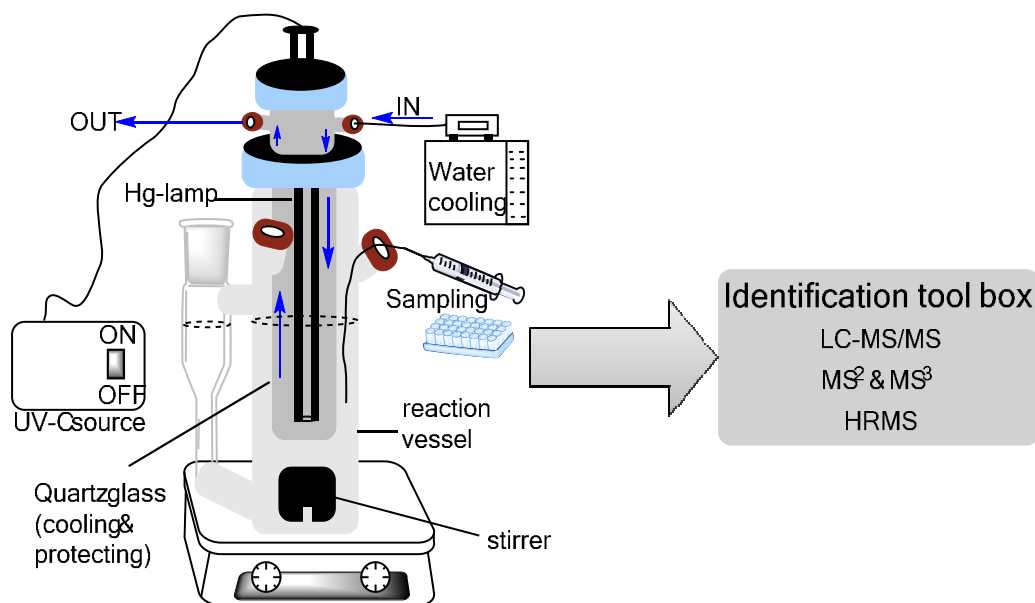 OUT
IN
Water
cooling
Hg-lamp
Sampling
ON
OFF
UV-C source
reaction
vessel
Quartzglass
(cooling&
protecting)
stirrer
Identification tool box
LC-MS/MS
MS² & MS³
HRMS